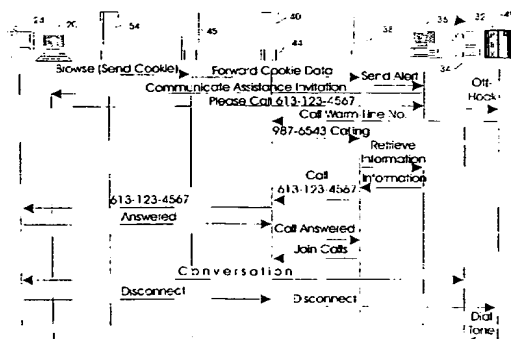 24 20 54 45 40 44 38 36 32
34
Browse (Send Cookie) Forward Cookie Data Send Alert
Communicate Assistance Invitation Off-
Please Call 613-123-4567 Hook
Call Warm-Line No.
987-6543 Calling
Retrieve
Information
Call Information
613-123-4567 613-123-4567
Answered Call Answered
Join Calls
Conversation
Disconnect Disconnect
Dial
Tone